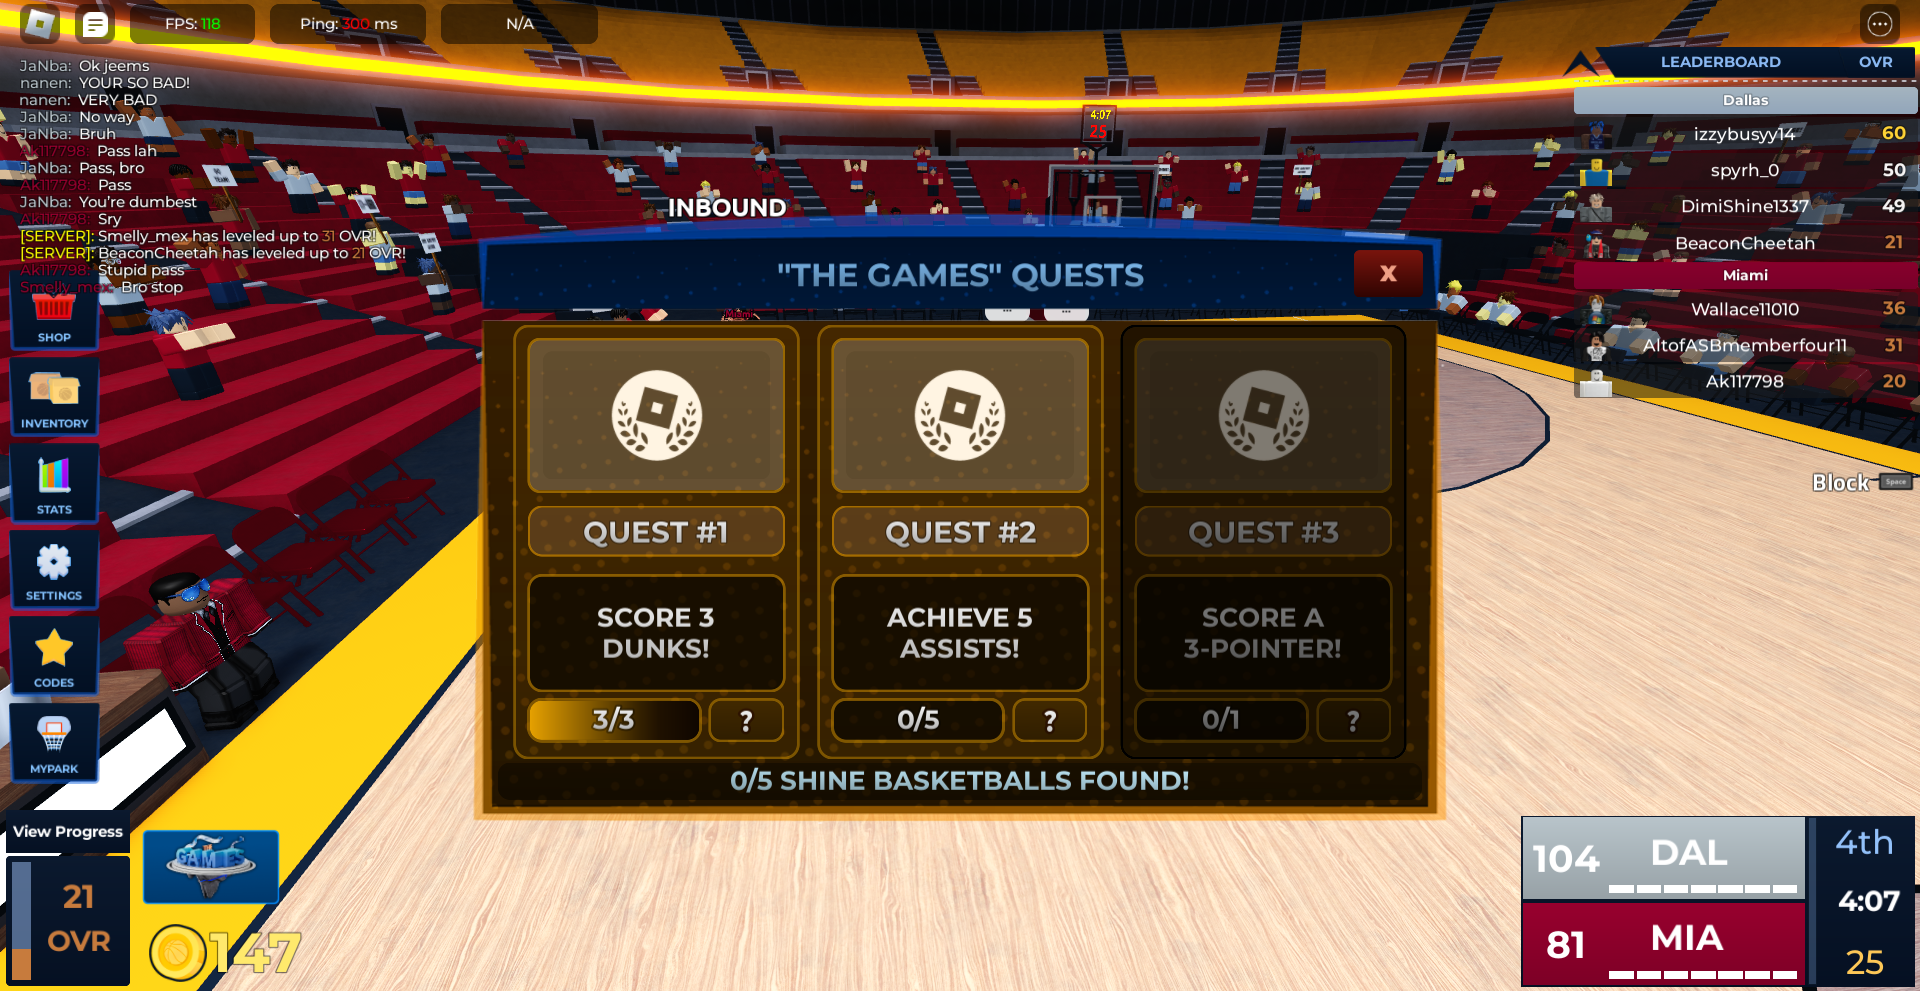 FPS: 118
Ping: 300 ms
N/A
JaNba: Ok jeems
nanen: YOUR SO BAD!
nanen: VERY BAD
JaNba: No way
JaNba: Bruh
Ak117798: Pass lah
JaNba: Pass, bro
Ak117798: Pass
JaNba: You're dumbest
Ak117798: Sry
[SERVER]: Smelly_mex has leveled up to 31 OVR!
[SERVER]: BeaconCheetah has leveled up to 21 OVR!
Ak117798: Stupid pass
Smelly_mex: Bro stop
SHOP
INVENTORY
STATS
SETTINGS
CODES
MYPARK
View Progress
21
OVR
THE GAMES
147
4:07
25
INBOUND
"THE GAMES" QUESTS
X
QUEST #1
SCORE 3
DUNKS!
3/3
?
QUEST #2
ACHIEVE 5
ASSISTS!
0/5
?
QUEST #3
SCORE A
3-POINTER!
0/1
?
0/5 SHINE BASKETBALLS FOUND!
LEADERBOARD OVR
Dallas
izzybusyy14 60
spyrh_0 50
DimiShine1337 49
BeaconCheetah 21
Miami
Wallace11010 36
AltofASBmemberfour11 31
Ak117798 20
Block Space
104 DAL
81 MIA
4th
4:07
25